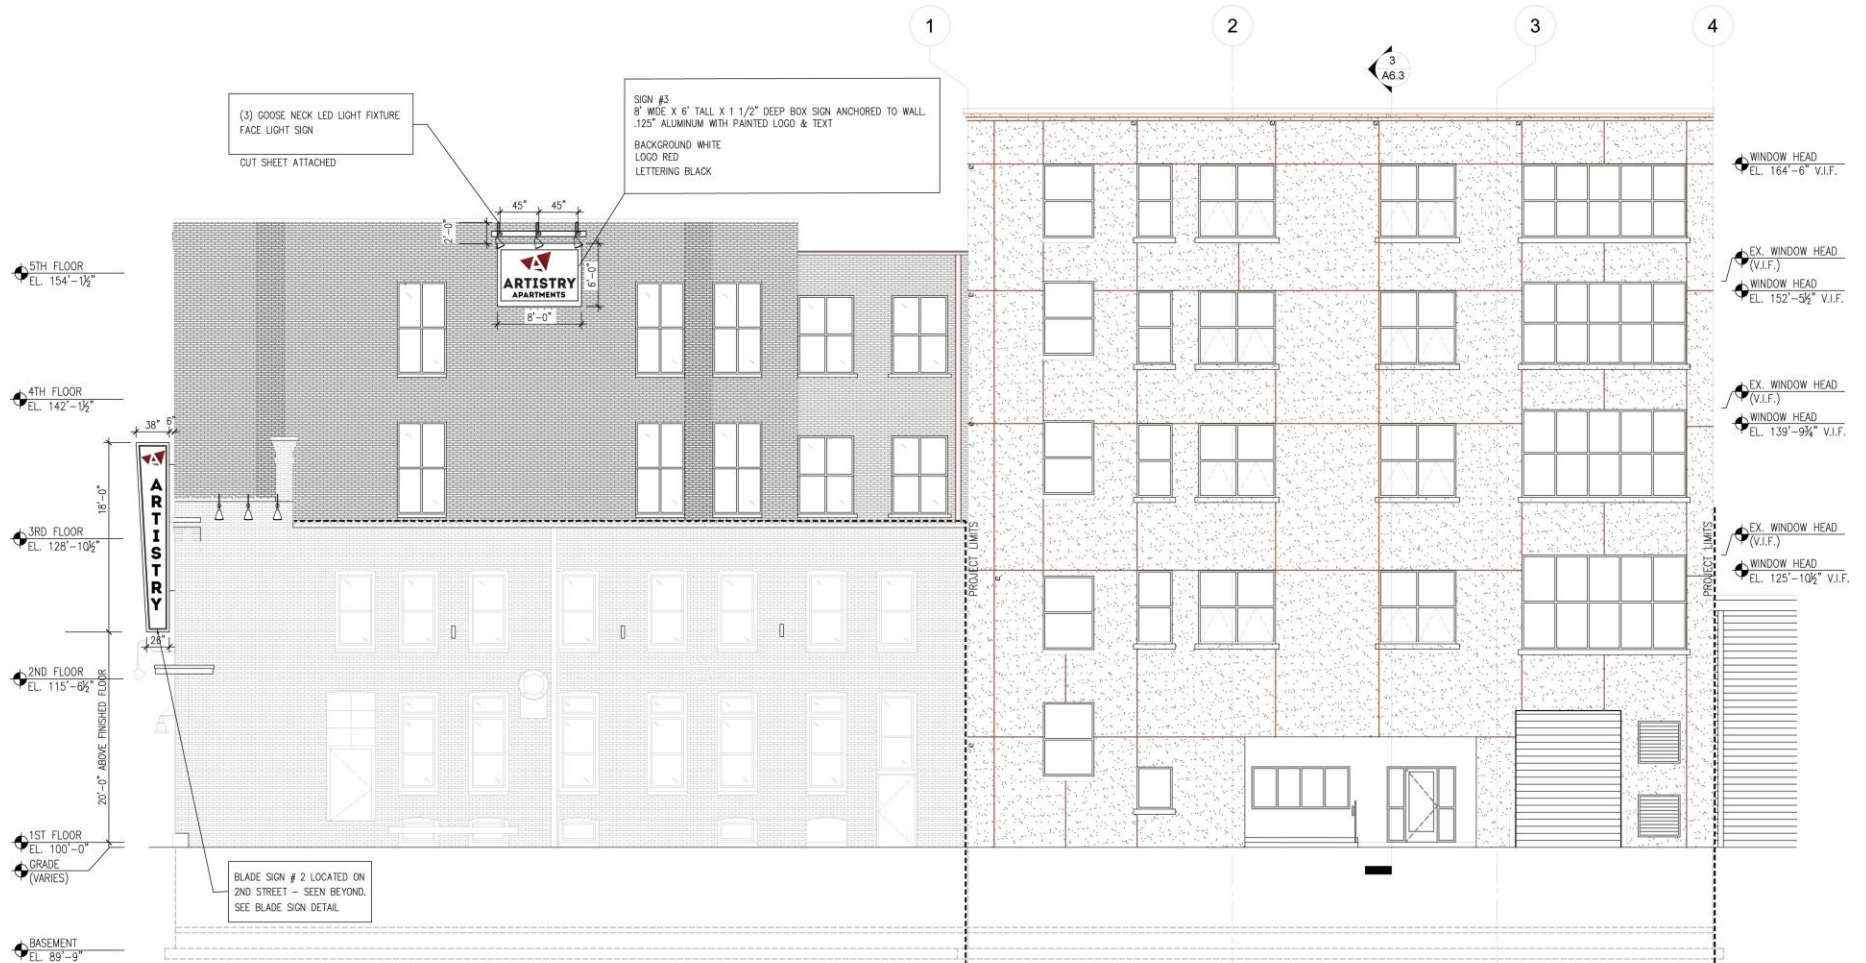 1
2
3
4
3
A6.3
(3) GOOSE NECK LED LIGHT FIXTURE
FACE LIGHT SIGN
CUT SHEET ATTACHED
SIGN #3
8' WIDE X 6' TALL X 1 1/2" DEEP BOX SIGN ANCHORED TO WALL.
.125" ALUMINUM WITH PAINTED LOGO & TEXT
BACKGROUND WHITE
LOGO RED
LETTERING BLACK
45"
45"
2'-0"
A
ARTISTRY
APARTMENTS
6'-0"
8'-0"
5TH FLOOR
EL. 154'-1½"
4TH FLOOR
EL. 142'-1½"
38"
6"
18'-0"
A
ARTISTRY
26"
3RD FLOOR
EL. 128'-10½"
2ND FLOOR
EL. 115'-6½"
20'-0" ABOVE FINISHED FLOOR
1ST FLOOR
EL. 100'-0"
GRADE
(VARIES)
BLADE SIGN # 2 LOCATED ON
2ND STREET – SEEN BEYOND.
SEE BLADE SIGN DETAIL
BASEMENT
EL. 89'-9"
PROJECT LIMITS
PROJECT LIMITS
WINDOW HEAD
EL. 164'-6" V.I.F.
EX. WINDOW HEAD
(V.I.F.)
WINDOW HEAD
EL. 152'-5½" V.I.F.
EX. WINDOW HEAD
(V.I.F.)
WINDOW HEAD
EL. 139'-9¾" V.I.F.
EX. WINDOW HEAD
(V.I.F.)
WINDOW HEAD
EL. 125'-10½" V.I.F.